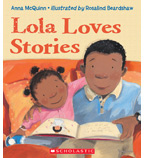 Anna McQuinn • illustrated by Rosalind Beardshaw
Lola Loves
Stories
SCHOLASTIC